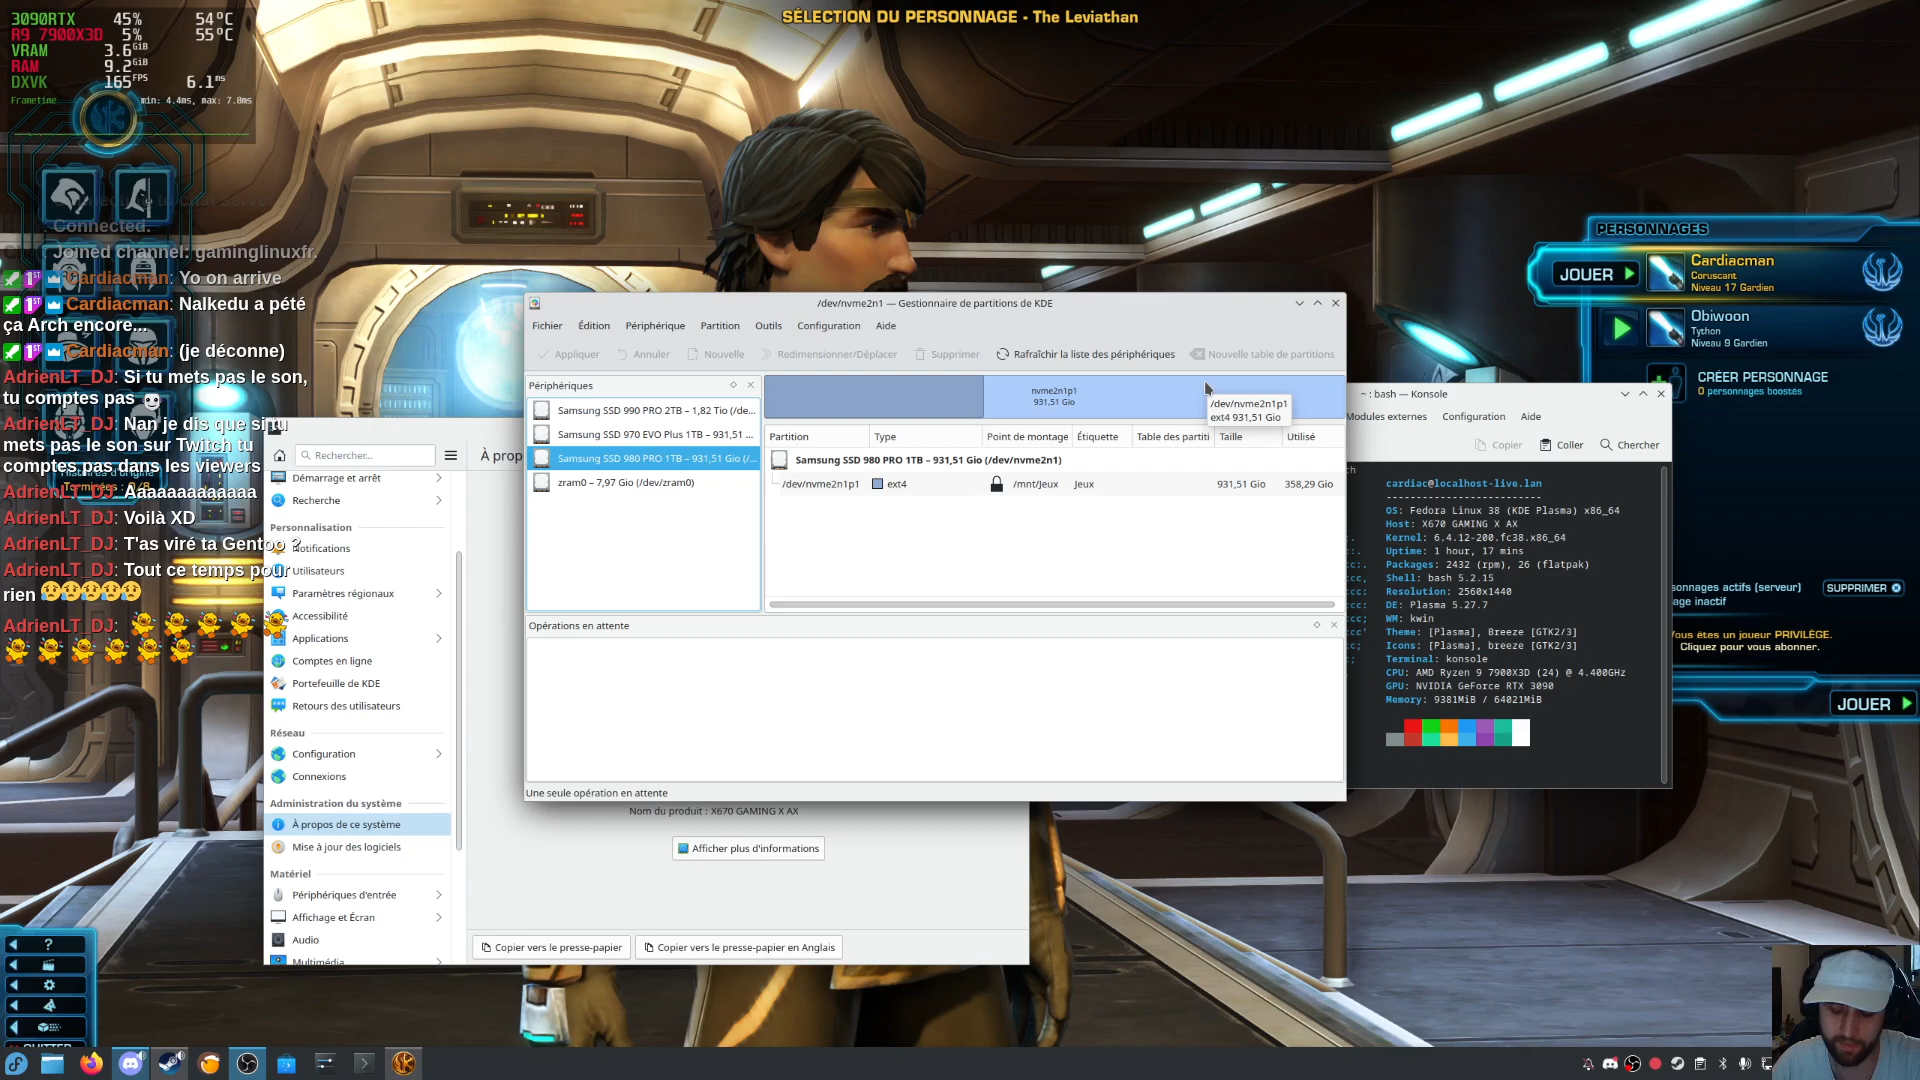 SÉLECTION DU PERSONNAGE - The Leviathan
3090RTX 45% 54°C
R9 7900X3D 5% 55°C
VRAM 3.6GiB
RAM 9.2GiB
DXVK 165FPS 6.1ms
Frametime min: 4.4ms, max: 7.0ms
Connected.
Joined channel: gaminglinuxfr.
Cardiacman: Yo on arrive
Cardiacman: Nalkedu a pété
ça Arch encore...
Cardiacman: (je déconne)
AdrienLT_DJ: Si tu mets pas le son,
tu comptes pas
AdrienLT_DJ: Nan je dis que si tu
mets pas le son sur Twitch tu
comptes pas dans les viewers
AdrienLT_DJ: Aaaaaaaaaaaaa
AdrienLT_DJ: Voilà XD
AdrienLT_DJ: T'as viré ta Gentoo ?
AdrienLT_DJ: Tout ce temps pour
rien
AdrienLT_DJ:
Rechercher...
À prop
Démarrage et arrêt
Recherche
Personnalisation
Notifications
Utilisateurs
Paramètres régionaux
Accessibilité
Applications
Comptes en ligne
Portefeuille de KDE
Retours des utilisateurs
Réseau
Configuration
Connexions
Administration du système
À propos de ce système
Mise à jour des logiciels
Matériel
Périphériques d'entrée
Affichage et Écran
Audio
Multimédia
Nom du produit : X670 GAMING X AX
Afficher plus d'informations
Copier vers le presse-papier
Copier vers le presse-papier en Anglais
/dev/nvme2n1 — Gestionnaire de partitions de KDE
Fichier Édition Périphérique Partition Outils Configuration Aide
Appliquer Annuler Nouvelle Redimensionner/Déplacer Supprimer Rafraîchir la liste des périphériques Nouvelle table de partitions
Périphériques
Samsung SSD 990 PRO 2TB – 1,82 Tio (/de...
Samsung SSD 970 EVO Plus 1TB – 931,51 ...
Samsung SSD 980 PRO 1TB – 931,51 Gio (/...
zram0 – 7,97 Gio (/dev/zram0)
nvme2n1p1
931,51 Gio
/dev/nvme2n1p1
ext4 931,51 Gio
Partition Type Point de montage Étiquette Table des partiti Taille Utilisé
Samsung SSD 980 PRO 1TB – 931,51 Gio (/dev/nvme2n1)
/dev/nvme2n1p1 ext4 /mnt/Jeux Jeux 931,51 Gio 358,29 Gio
Opérations en attente
Une seule opération en attente
~ : bash — Konsole
Modules externes Configuration Aide
Copier Coller Chercher
cardiac@localhost-live.lan
--------------------------
OS: Fedora Linux 38 (KDE Plasma) x86_64
Host: X670 GAMING X AX
Kernel: 6.4.12-200.fc38.x86_64
Uptime: 1 hour, 17 mins
Packages: 2432 (rpm), 26 (flatpak)
Shell: bash 5.2.15
Resolution: 2560x1440
DE: Plasma 5.27.7
WM: kwin
Theme: [Plasma], Breeze [GTK2/3]
Icons: [Plasma], breeze [GTK2/3]
Terminal: konsole
CPU: AMD Ryzen 9 7900X3D (24) @ 4.400GHz
GPU: NVIDIA GeForce RTX 3090
Memory: 9381MiB / 64021MiB
PERSONNAGES
JOUER
Cardiacman
Coruscant
Niveau 17 Gardien
Obiwoon
Tython
Niveau 9 Gardien
CRÉER PERSONNAGE
0 personnages boostés
sonnages actifs (serveur)
age inactif
SUPPRIMER
Vous êtes un joueur PRIVILÈGE.
Cliquez pour vous abonner.
JOUER
?
QUITTER